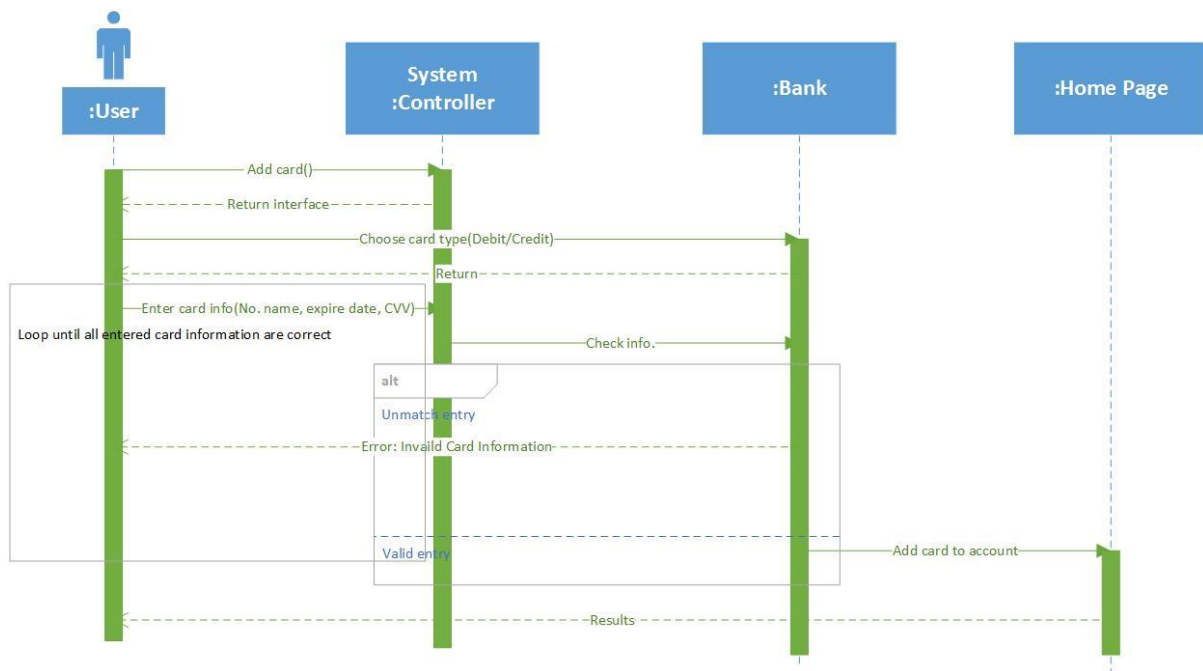 :User
System
:Controller
:Bank
:Home Page
Add card()
Return interface
Choose card type(Debit/Credit)
Return
Enter card info(No. name, expire date, CVV)
Loop until all entered card information are correct
Check info.
alt
Unmatch entry
Error: Invaild Card Information
Valid entry
Add card to account
Results